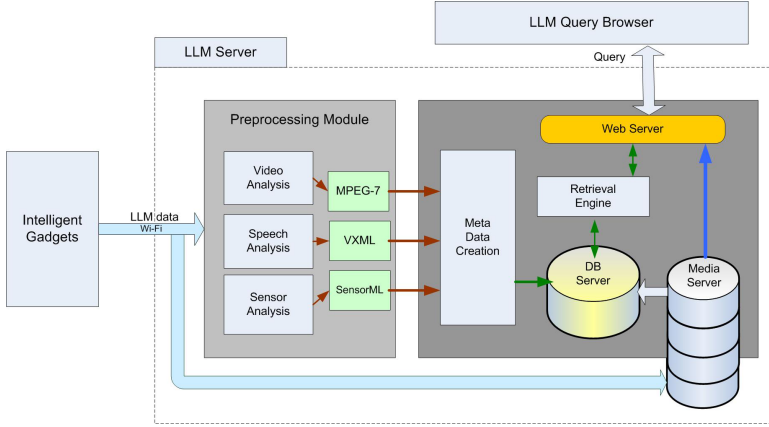 LLM Query Browser
LLM Server
Query
Preprocessing Module
Web Server
Video
Analysis
MPEG-7
Retrieval
Engine
Intelligent
Gadgets
LLM data
Wi-Fi
Speech
Analysis
VXML
Meta
Data
Creation
DB
Server
Media
Server
Sensor
Analysis
SensorML